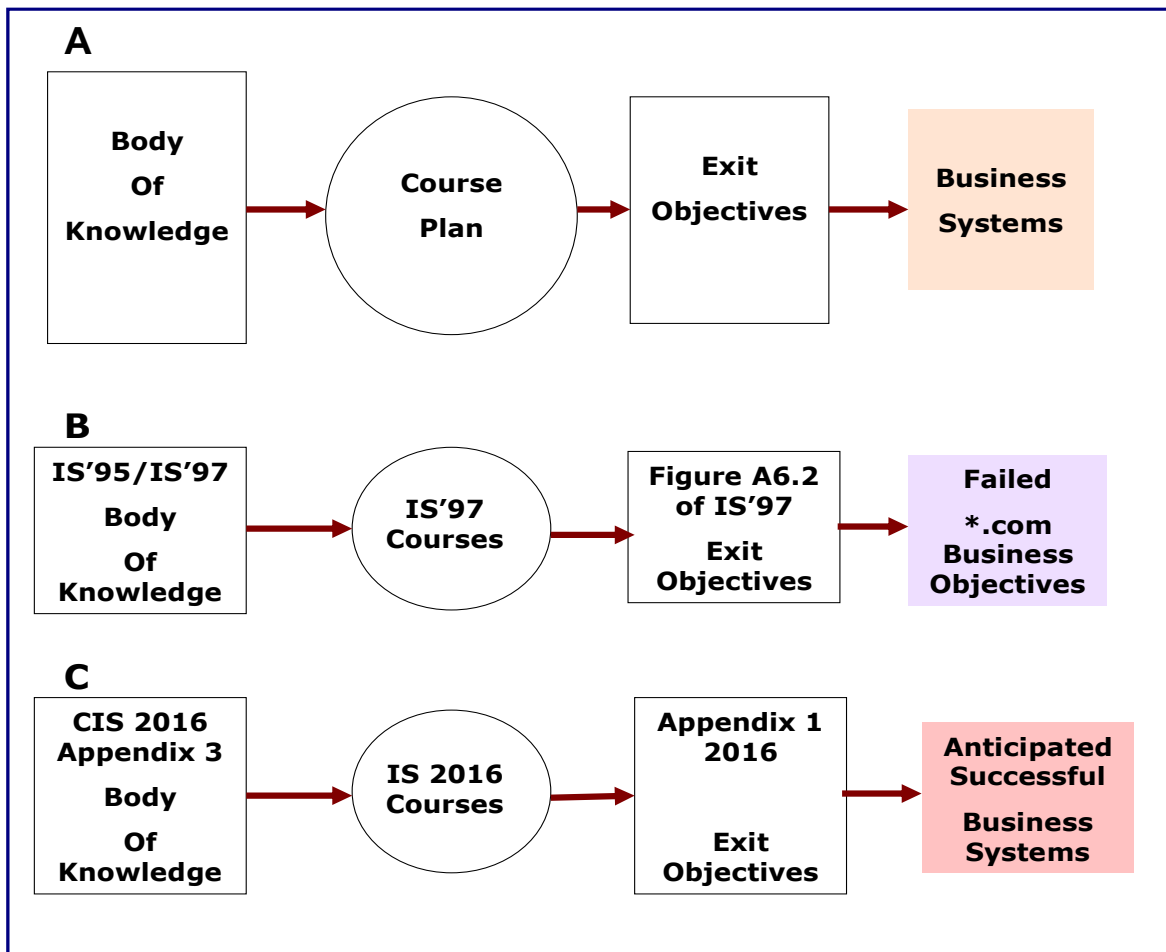 A
Body
Of
Knowledge
Course
Plan
Exit
Objectives
Business
Systems
B
IS’95/IS’97
Body
Of
Knowledge
IS’97
Courses
Figure A6.2
of IS’97
Exit
Objectives
Failed
*.com
Business
Objectives
C
CIS 2016
Appendix 3
Body
Of
Knowledge
IS 2016
Courses
Appendix 1
2016
Exit
Objectives
Anticipated
Successful
Business
Systems